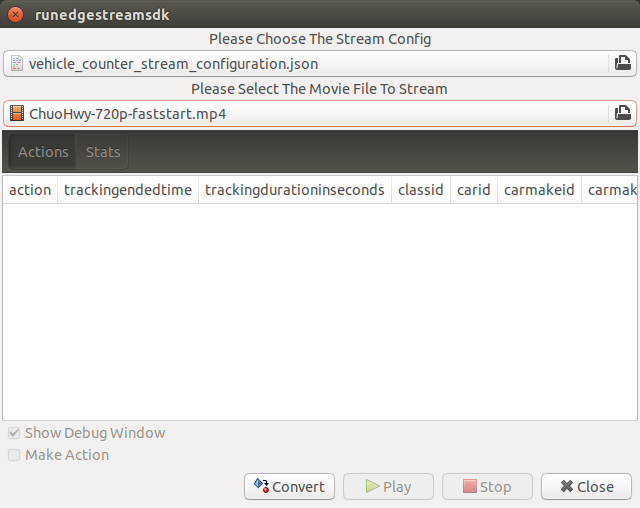 runedgestreamsdk
Please Choose The Stream Config
vehicle_counter_stream_configuration.json
Please Select The Movie File To Stream
ChuoHwy-720p-faststart.mp4
Actions Stats
action trackingendedtime trackingdurationinseconds classid carid carmakeid carmak
Show Debug Window
Make Action
Convert Play Stop Close